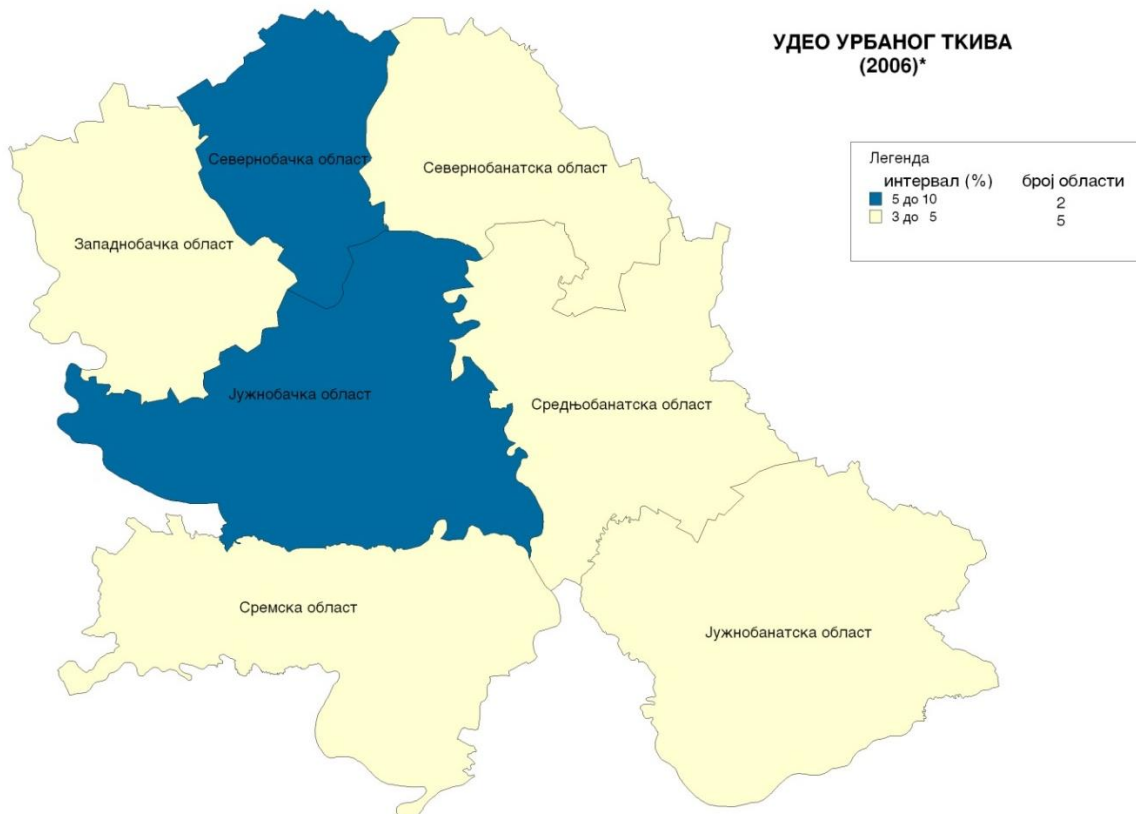 УДЕО УРБАНОГ ТКИВА
(2006)*
Легенда
интервал (%) број области
5 до 10 2
3 до 5 5
Севернобачка област
Севернобанатска област
Западнобачка област
Јужнобачка област
Средњобанатска област
Сремска област
Јужнобанатска област